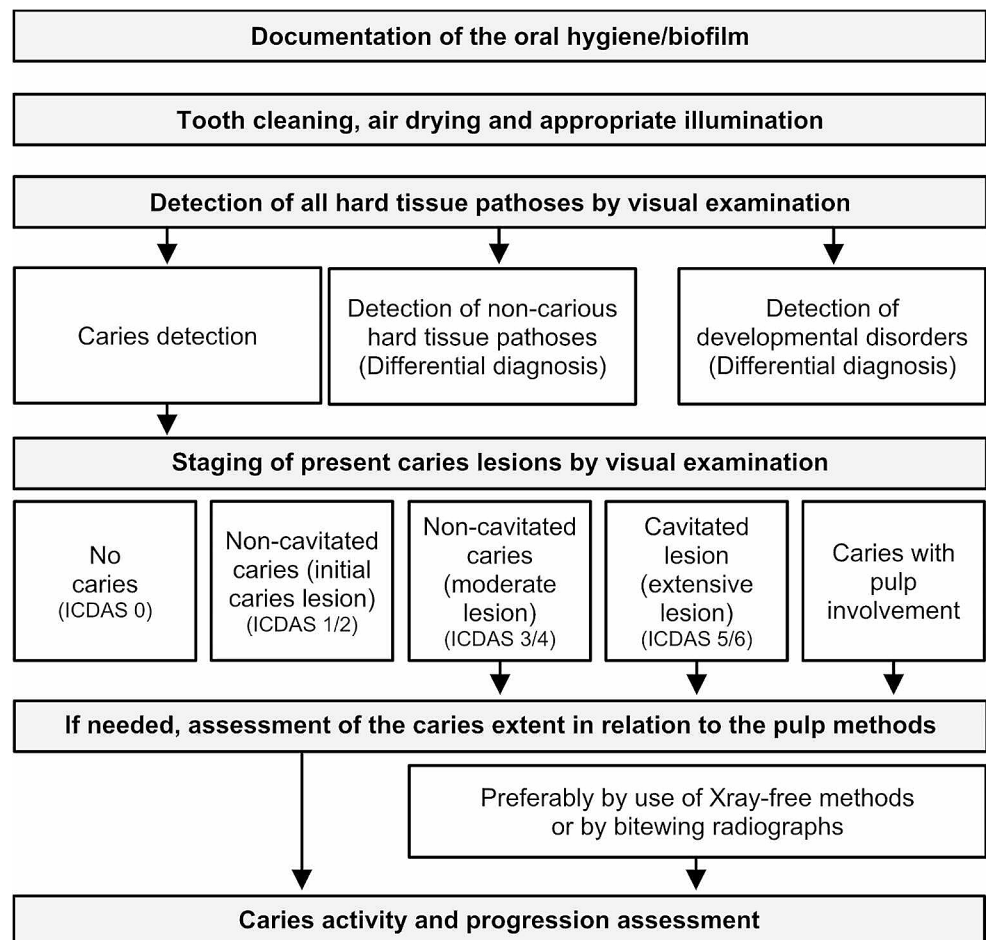 Documentation of the oral hygiene/biofilm
Tooth cleaning, air drying and appropriate illumination
Detection of all hard tissue pathoses by visual examination
Caries detection
Detection of non-carious
hard tissue pathoses
(Differential diagnosis)
Detection of
developmental disorders
(Differential diagnosis)
Staging of present caries lesions by visual examination
No
caries
(ICDAS 0)
Non-cavitated
caries (initial
caries lesion)
(ICDAS 1/2)
Non-cavitated
caries
(moderate
lesion)
(ICDAS 3/4)
Cavitated
lesion
(extensive
lesion)
(ICDAS 5/6)
Caries with
pulp
involvement
If needed, assessment of the caries extent in relation to the pulp methods
Preferably by use of Xray-free methods
or by bitewing radiographs
Caries activity and progression assessment